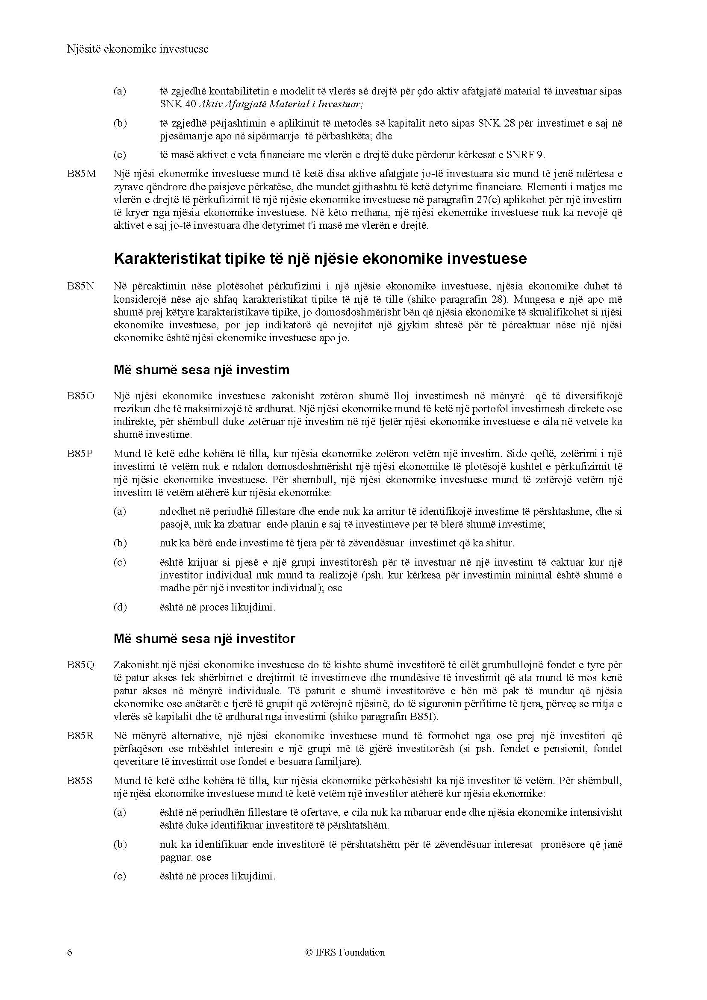 Njësitë ekonomike investuese
(a) të zgjedhë kontabilitetin e modelit të vlerës së drejtë për çdo aktiv afatgjatë material të investuar sipas
SNK 40 Aktiv Afatgjatë Material i Investuar;
(b) të zgjedhë përjashtimin e aplikimit të metodës së kapitalit neto sipas SNK 28 për investimet e saj në
pjesëmarrje apo në sipërmarrje të përbashkëta; dhe
(c) të masë aktivet e veta financiare me vlerën e drejtë duke përdorur kërkesat e SNRF 9.
B85M Një njësi ekonomike investuese mund të ketë disa aktive afatgjate jo-të investuara sic mund të jenë ndërtesa e
zyrave qëndrore dhe paisjeve përkatëse, dhe mundet gjithashtu të ketë detyrime financiare. Elementi i matjes me
vlerën e drejtë të përkufizimit të një njësie ekonomike investuese në paragrafin 27(c) aplikohet për një investim
të kryer nga njësia ekonomike investuese. Në këto rrethana, një njësi ekonomike investuese nuk ka nevojë që
aktivet e saj jo-të investuara dhe detyrimet t'i masë me vlerën e drejtë.
Karakteristikat tipike të një njësie ekonomike investuese
B85N Në përcaktimin nëse plotësohet përkufizimi i një njësie ekonomike investuese, njësia ekonomike duhet të
konsiderojë nëse ajo shfaq karakteristikat tipike të një të tille (shiko paragrafin 28). Mungesa e një apo më
shumë prej këtyre karakteristikave tipike, jo domosdoshmërisht bën që njësia ekonomike të skualifikohet si njësi
ekonomike investuese, por jep indikatorë që nevojitet një gjykim shtesë për të përcaktuar nëse një njësi
ekonomike është njësi ekonomike investuese apo jo.
Më shumë sesa një investim
B85O Një njësi ekonomike investuese zakonisht zotëron shumë lloj investimesh në mënyrë që të diversifikojë
rrezikun dhe të maksimizojë të ardhurat. Një njësi ekonomike mund të ketë një portofol investimesh direkete ose
indirekte, për shëmbull duke zotëruar një investim në një tjetër njësi ekonomike investuese e cila në vetvete ka
shumë investime.
B85P Mund të ketë edhe kohëra të tilla, kur njësia ekonomike zotëron vetëm një investim. Sido qoftë, zotërimi i një
investimi të vetëm nuk e ndalon domosdoshmërisht një njësi ekonomike të plotësojë kushtet e përkufizimit të
një njësie ekonomike investuese. Për shembull, një njësi ekonomike investuese mund të zotërojë vetëm një
investim të vetëm atëherë kur njësia ekonomike:
(a) ndodhet në periudhë fillestare dhe ende nuk ka arritur të identifikojë investime të përshtashme, dhe si
pasojë, nuk ka zbatuar ende planin e saj të investimeve per të blerë shumë investime;
(b) nuk ka bërë ende investime të tjera për të zëvendësuar investimet që ka shitur.
(c) është krijuar si pjesë e një grupi investitorësh për të investuar në një investim të caktuar kur një
investitor individual nuk mund ta realizojë (psh. kur kërkesa për investimin minimal është shumë e
madhe për një investitor individual); ose
(d) është në proces likujdimi.
Më shumë sesa një investitor
B85Q Zakonisht një njësi ekonomike investuese do të kishte shumë investitorë të cilët grumbullojnë fondet e tyre për
të patur akses tek shërbimet e drejtimit të investimeve dhe mundësive të investimit që ata mund të mos kenë
patur akses në mënyrë individuale. Të paturit e shumë investitorëve e bën më pak të mundur që njësia
ekonomike ose anëtarët e tjerë të grupit që zotërojnë njësinë, do të siguronin përfitime të tjera, përveç se rritja e
vlerës së kapitalit dhe të ardhurat nga investimi (shiko paragrafin B85I).
B85R Në mënyrë alternative, një njësi ekonomike investuese mund të formohet nga ose prej një investitori që
përfaqëson ose mbështet interesin e një grupi më të gjërë investitorësh (si psh. fondet e pensionit, fondet
qeveritare të investimit ose fondet e besuara familjare).
B85S Mund të ketë edhe kohëra të tilla, kur njësia ekonomike përkohësisht ka një investitor të vetëm. Për shëmbull,
një njësi ekonomike investuese mund të ketë vetëm një investitor atëherë kur njësia ekonomike:
(a) është në periudhën fillestare të ofertave, e cila nuk ka mbaruar ende dhe njësia ekonomike intensivisht
është duke identifikuar investitorë të përshtatshëm.
(b) nuk ka identifikuar ende investitorë të përshtatshëm për të zëvendësuar interesat pronësore që janë
paguar. ose
(c) është në proces likujdimi.
6 © IFRS Foundation